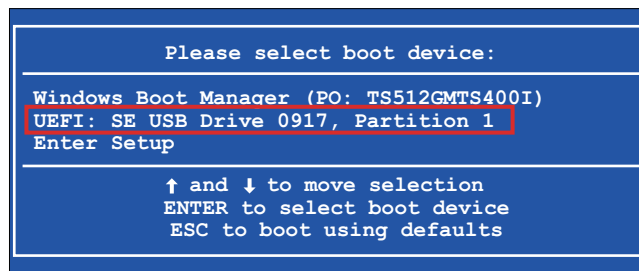 Please select boot device:
Windows Boot Manager (PO: TS512GMTS400I)
UEFI: SE USB Drive 0917, Partition 1
Enter Setup
↑ and ↓ to move selection
ENTER to select boot device
ESC to boot using defaults